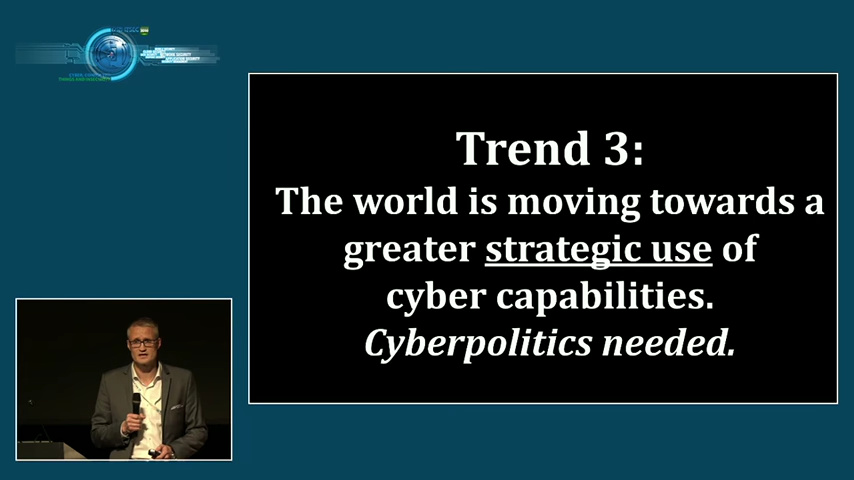 Trend 3:
The world is moving towards a
greater strategic use of
cyber capabilities.
Cyberpolitics needed.